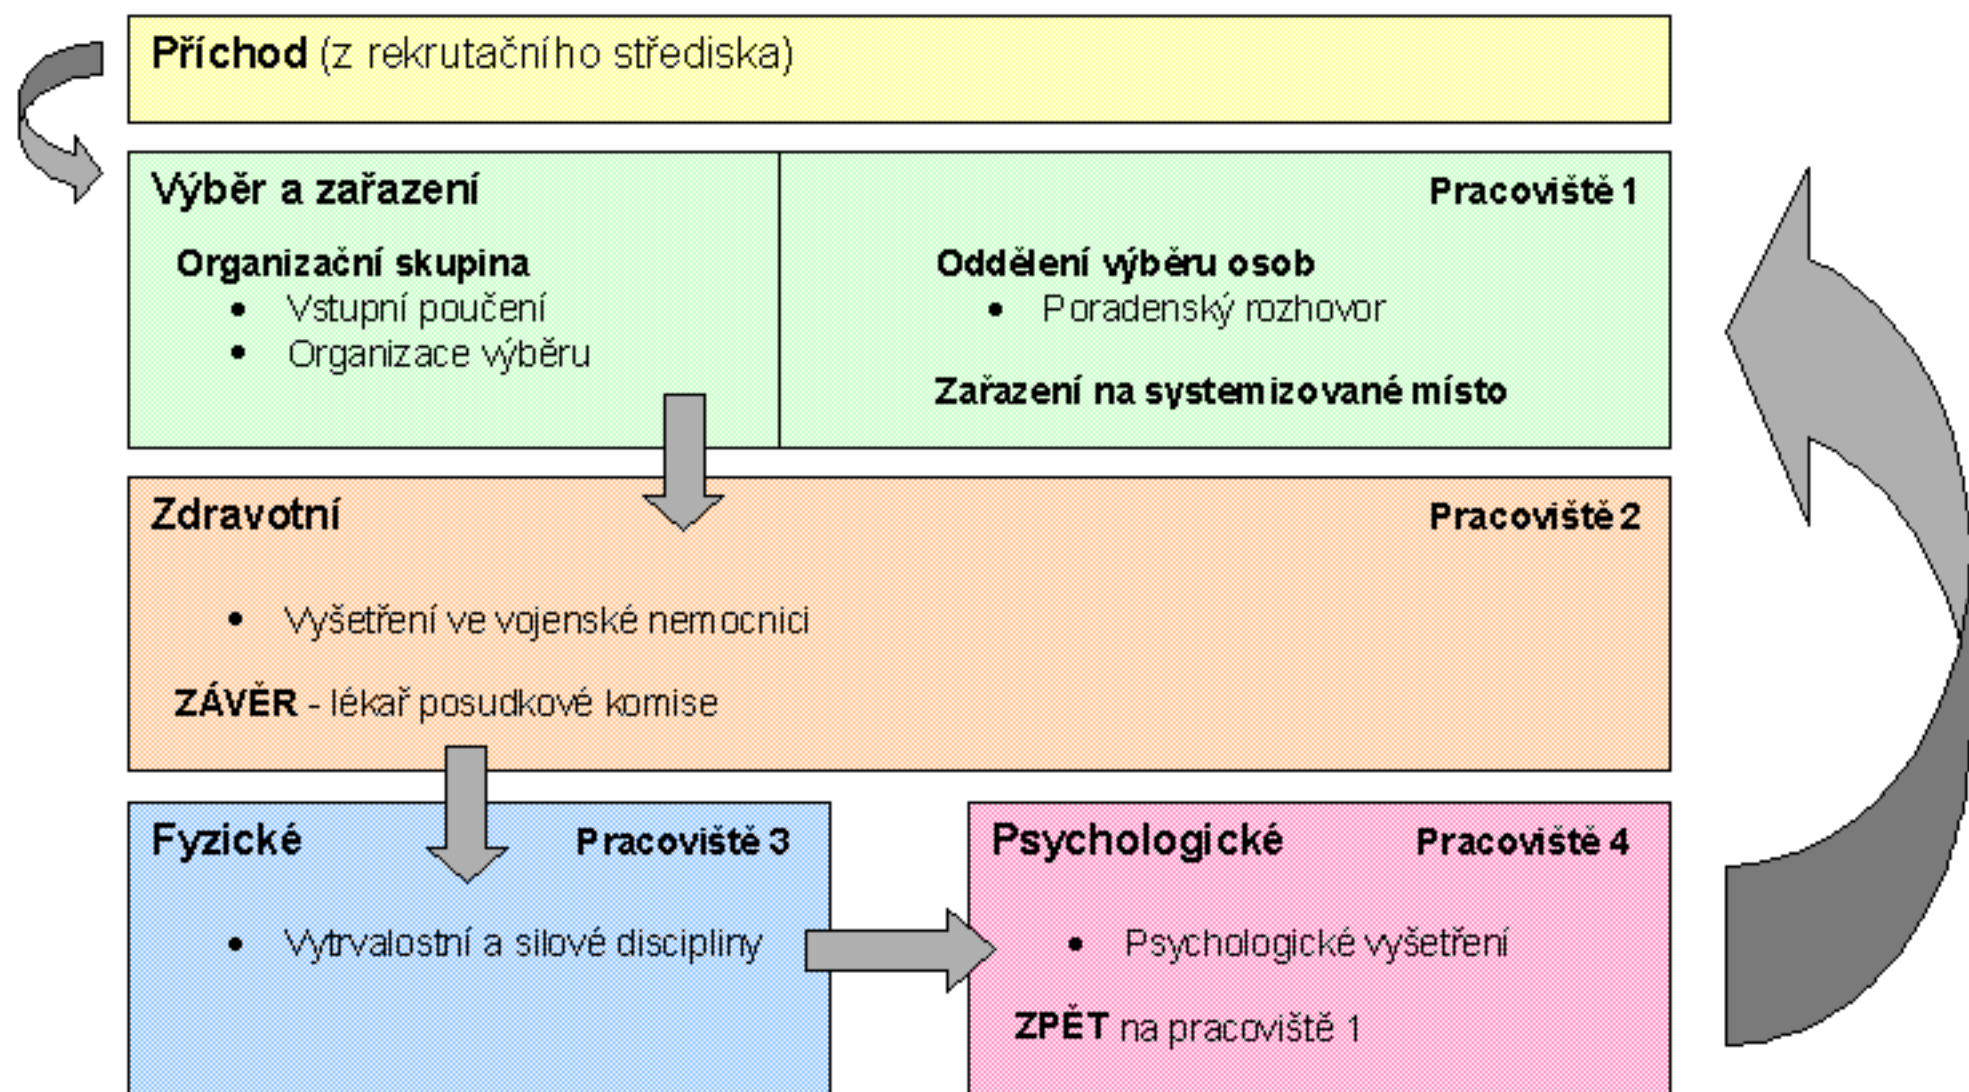 Příchod (z rekrutačního střediska)
Výběr a zařazení
Organizační skupina
• Vstupní poučení
• Organizace výběru
Pracoviště 1
Oddělení výběru osob
• Poradenský rozhovor
Zařazení na systemizované místo
Zdravotní
Pracoviště 2
• Vyšetření ve vojenské nemocnici
ZÁVĚR - lékař posudkové komise
Fyzické
Pracoviště 3
• Vytrvalostní a silové discipliny
Psychologické
Pracoviště 4
• Psychologické vyšetření
ZPĚT na pracoviště 1